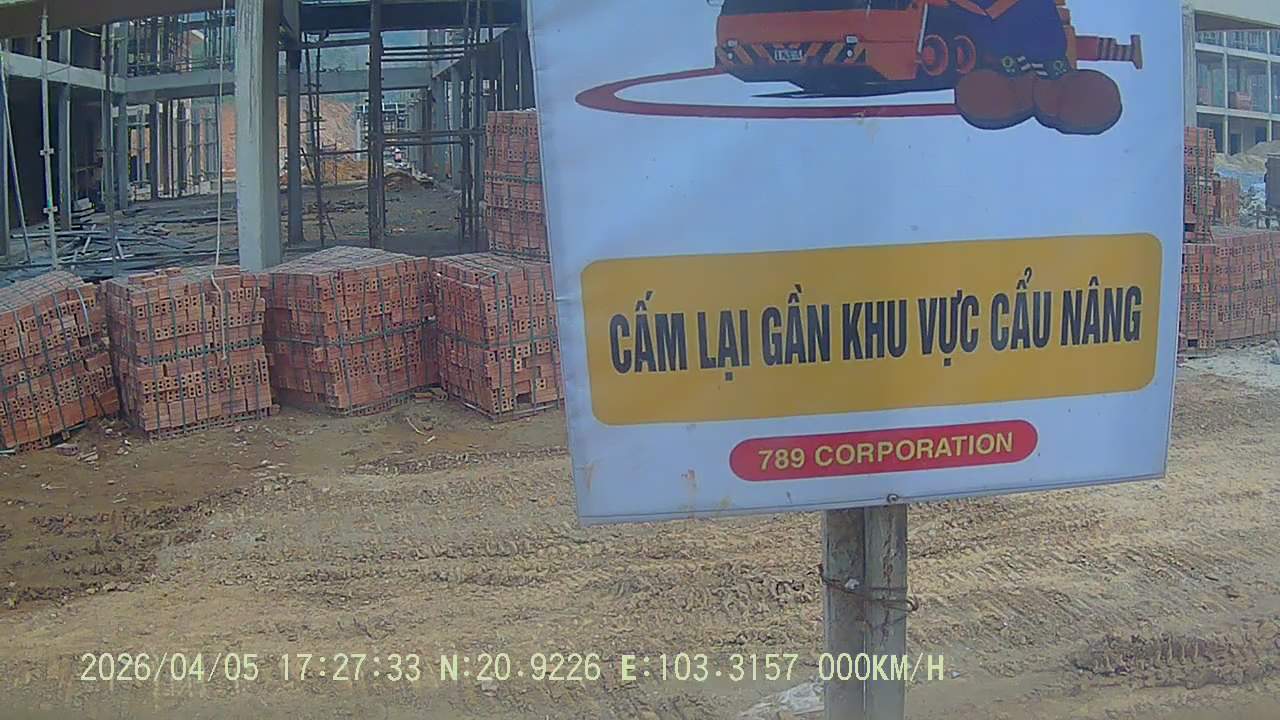 CẤM LẠI GẦN KHU VỰC CẨU NÂNG
789 CORPORATION
2026/04/05 17:27:33 N:20.9226 E:103.3157 000KM/H